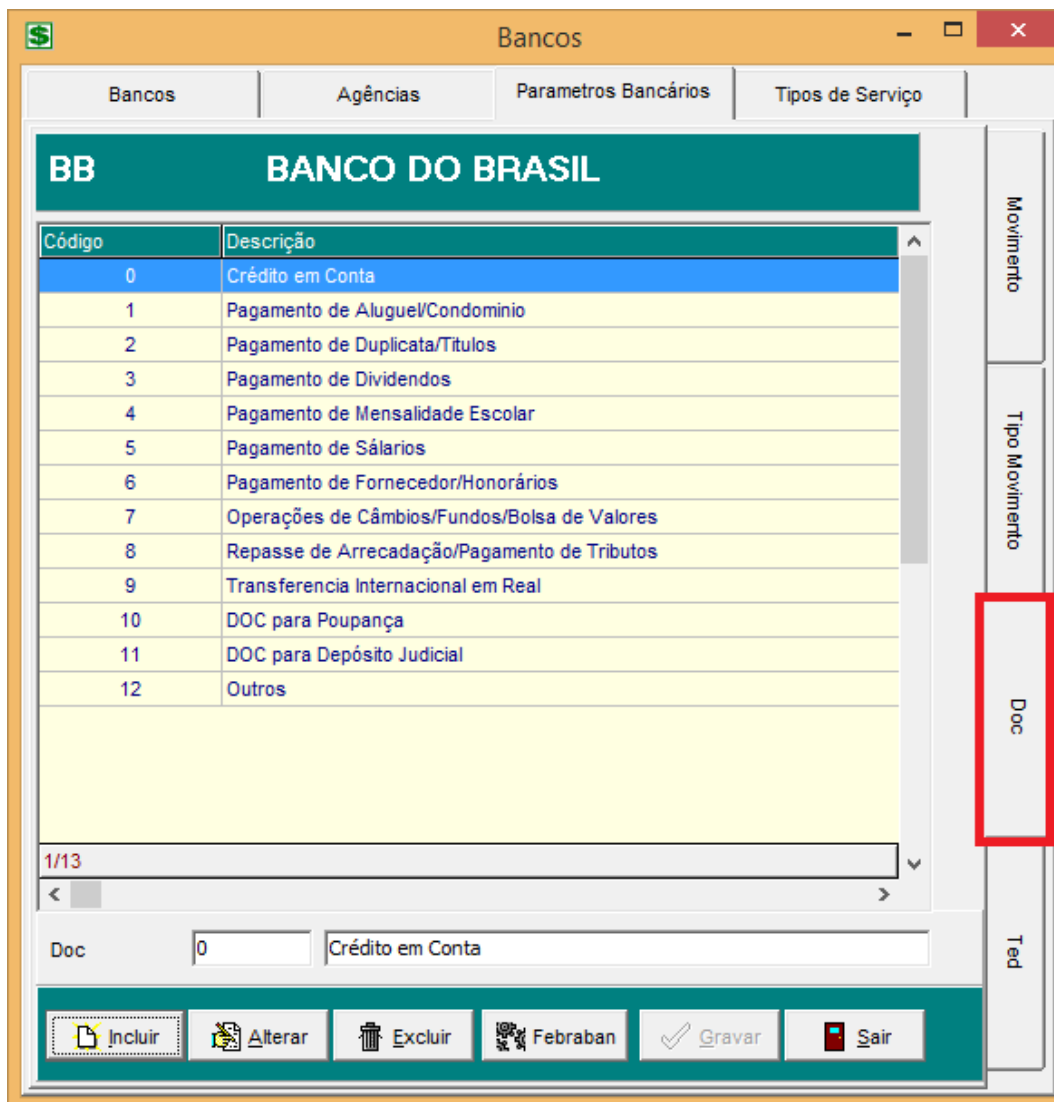 Bancos
Bancos Agências Parametros Bancários Tipos de Serviço
BB BANCO DO BRASIL
Código Descrição
0 Crédito em Conta
1 Pagamento de Aluguel/Condominio
2 Pagamento de Duplicata/Titulos
3 Pagamento de Dividendos
4 Pagamento de Mensalidade Escolar
5 Pagamento de Sálarios
6 Pagamento de Fornecedor/Honorários
7 Operações de Câmbios/Fundos/Bolsa de Valores
8 Repasse de Arrecadação/Pagamento de Tributos
9 Transferencia Internacional em Real
10 DOC para Poupança
11 DOC para Depósito Judicial
12 Outros
1/13
Doc 0 Crédito em Conta
Incluir Alterar Excluir Febraban Gravar Sair
Movimento
Tipo Movimento
Doc
Ted